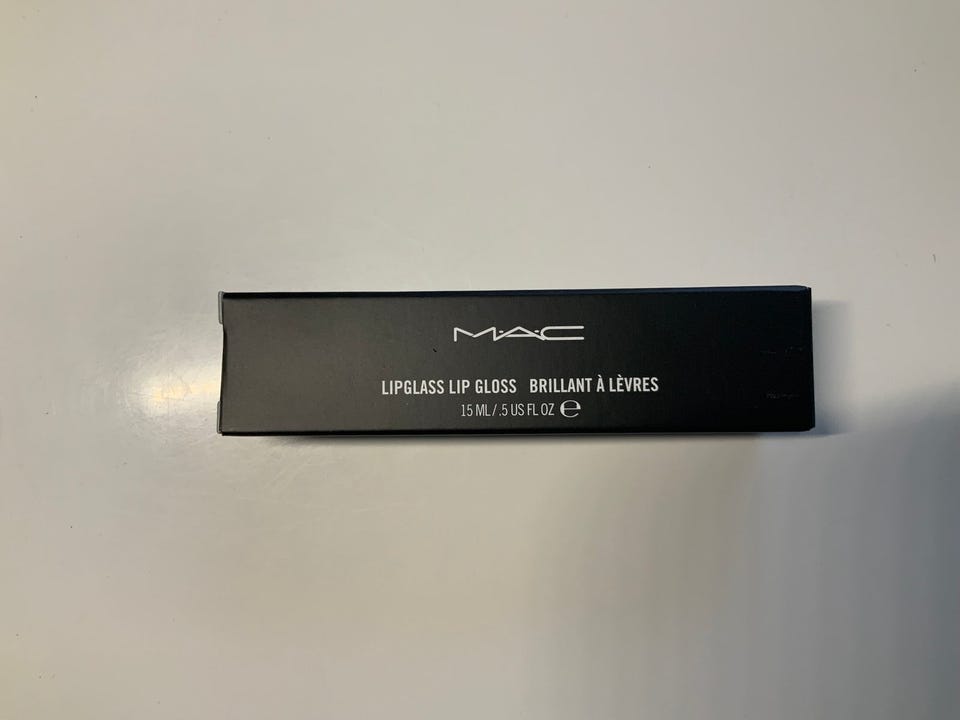 M·A·C
LIPGLASS LIP GLOSS BRILLANT À LÈVRES
15 ML / .5 US FL OZ ℮